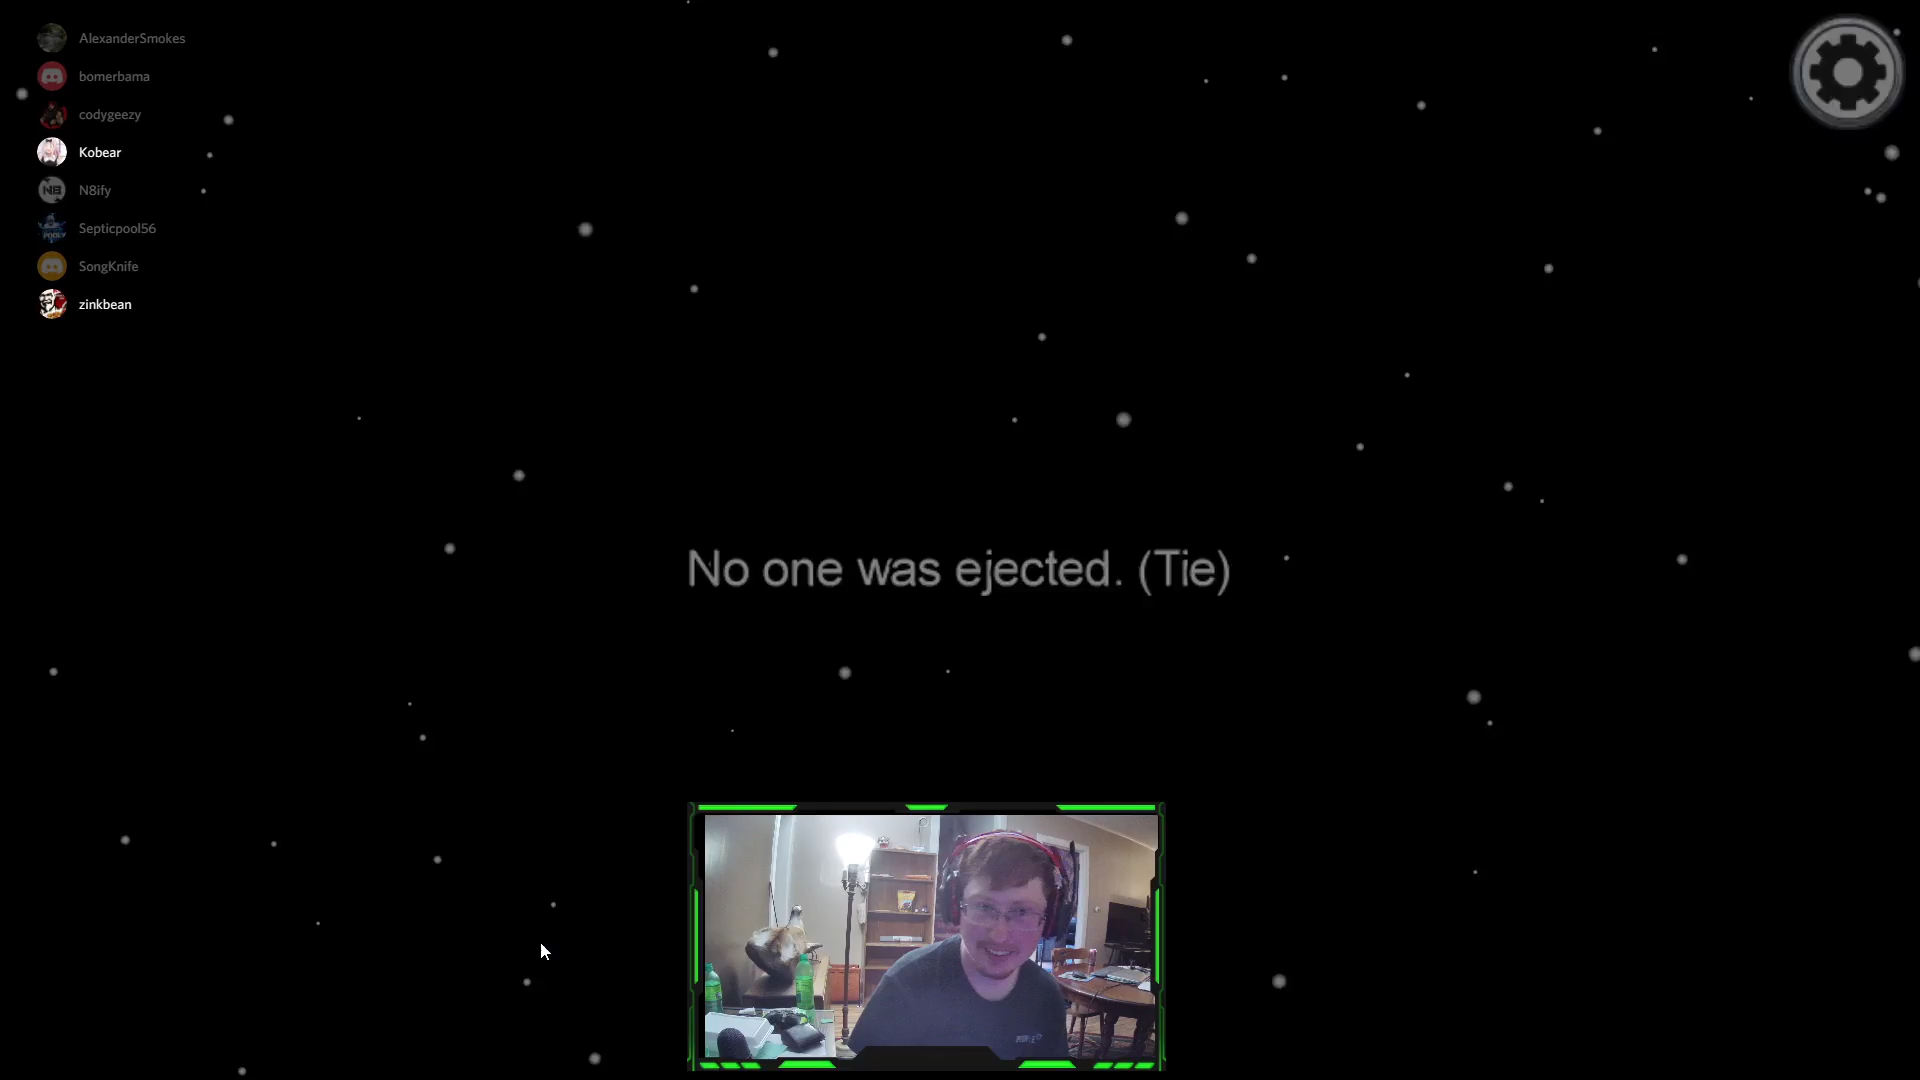 AlexanderSmokes
bomerbama
codygeezy
Kobear
N8ify
Septicpool56
SongKnife
zinkbean
No one was ejected. (Tie)